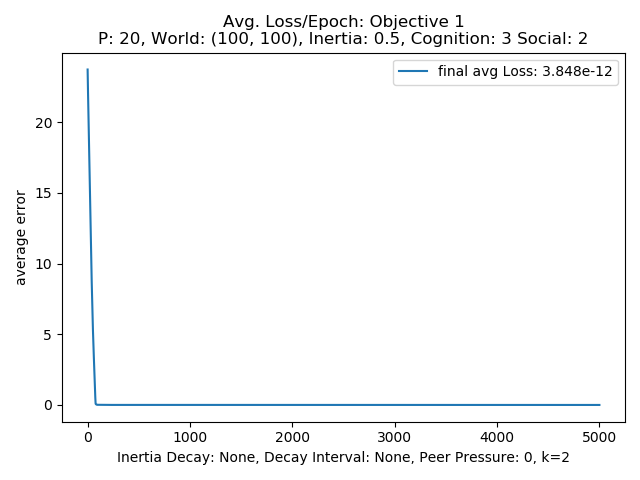 Avg. Loss/Epoch: Objective 1
P: 20, World: (100, 100), Inertia: 0.5, Cognition: 3 Social: 2
final avg Loss: 3.848e-12
average error
20
15
10
5
0
0 1000 2000 3000 4000 5000
Inertia Decay: None, Decay Interval: None, Peer Pressure: 0, k=2